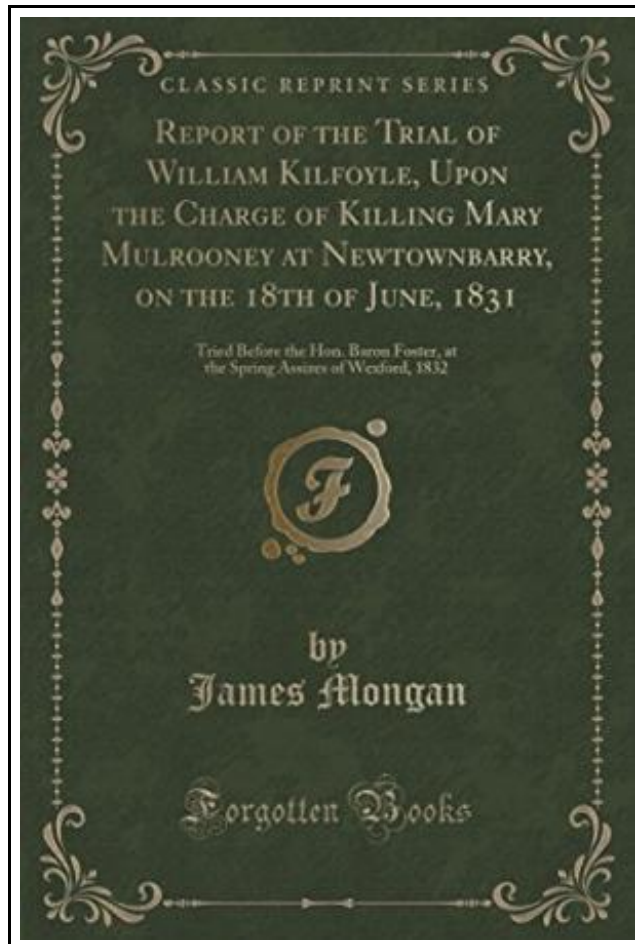 CLASSIC REPRINT SERIES
REPORT OF THE TRIAL OF
WILLIAM KILFOYLE, UPON
THE CHARGE OF KILLING MARY
MULROONEY AT NEWTOWNBARRY,
ON THE 18TH OF JUNE, 1831
Tried Before the Hon. Baron Foster, at
the Spring Assizes of Wexford, 1832
F
by
James Mongan
Forgotten Books